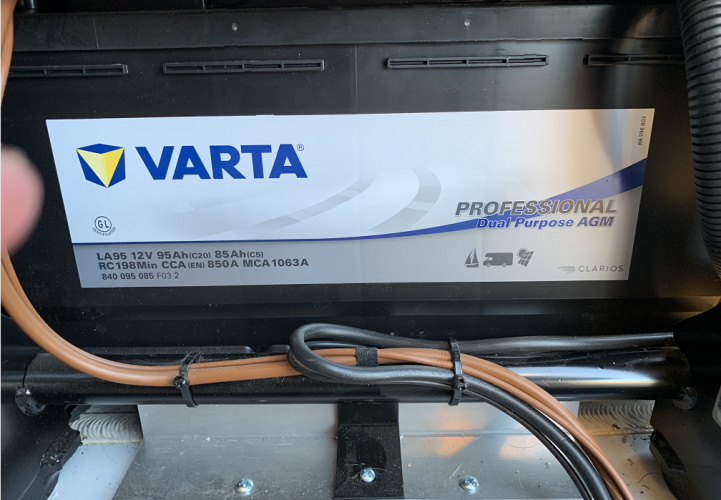 VARTA®
PROFESSIONAL
Dual Purpose AGM
GL
LA95 12V 95Ah(C20) 85Ah(C5)
RC198Min CCA(EN) 850A MCA1063A
840 095 085 F03 2
CLARIOS